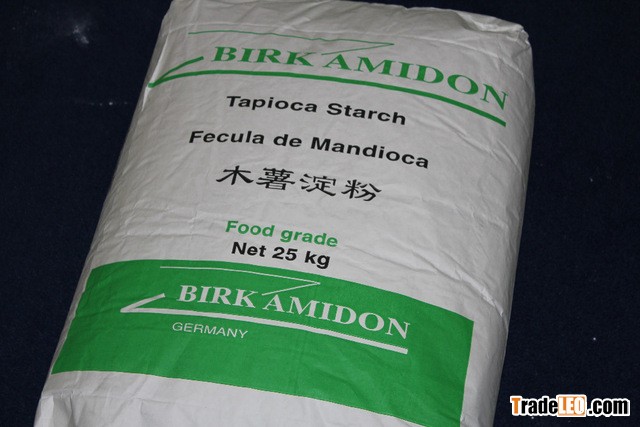 BIRK AMIDON
Tapioca Starch
Fecula de Mandioca
木薯淀粉
Food grade
Net 25 kg
BIRK AMIDON
GERMANY
TradeLEO.com